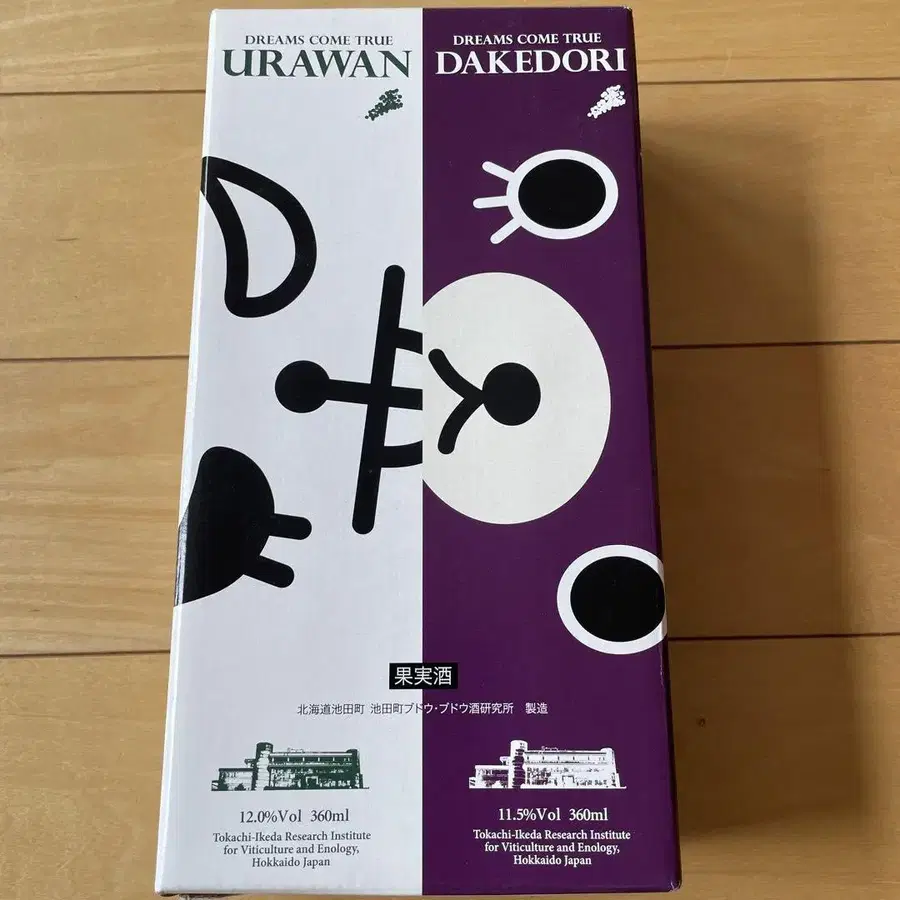 DREAMS COME TRUE
URAWAN
DREAMS COME TRUE
DAKEDORI
果実酒
北海道池田町 池田町ブドウ・ブドウ酒研究所 製造
12.0%Vol 360ml
Tokachi-Ikeda Research Institute
for Viticulture and Enology,
Hokkaido Japan
11.5%Vol 360ml
Tokachi-Ikeda Research Institute
for Viticulture and Enology,
Hokkaido Japan